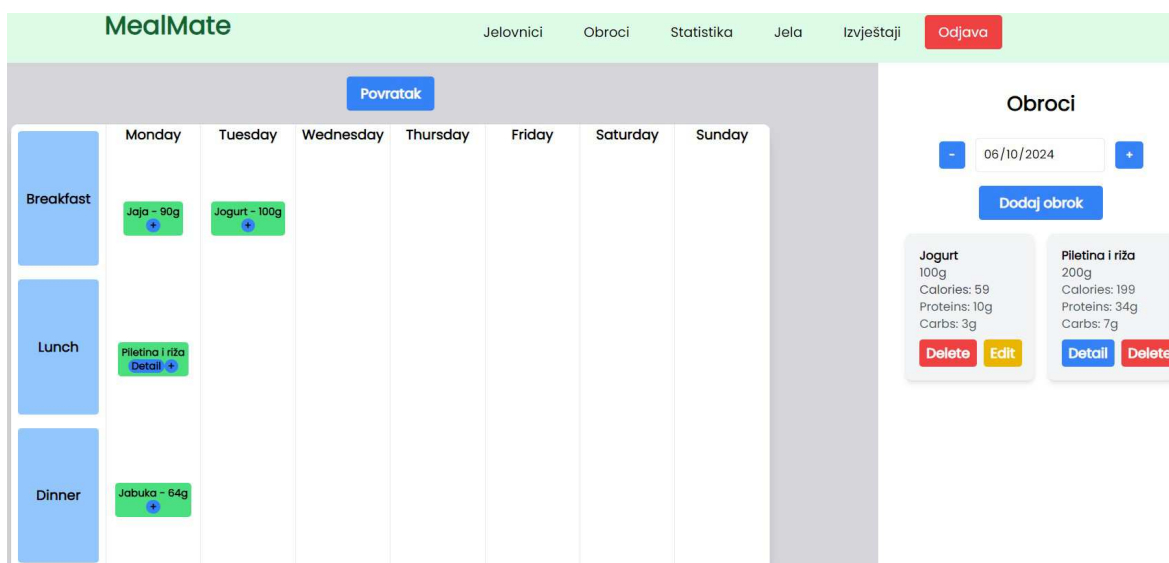 MealMate
Jelovnici Obroci Statistika Jela Izvještaji Odjava
Povratak
Monday Tuesday Wednesday Thursday Friday Saturday Sunday
Breakfast
Jaja - 90g
+
Jogurt - 100g
+
Lunch
Piletina i riža
Detail +
Dinner
Jabuka - 64g
+
Obroci
- 06/10/2024 +
Dodaj obrok
Jogurt
100g
Calories: 59
Proteins: 10g
Carbs: 3g
Delete Edit
Piletina i riža
200g
Calories: 199
Proteins: 34g
Carbs: 7g
Detail Delete